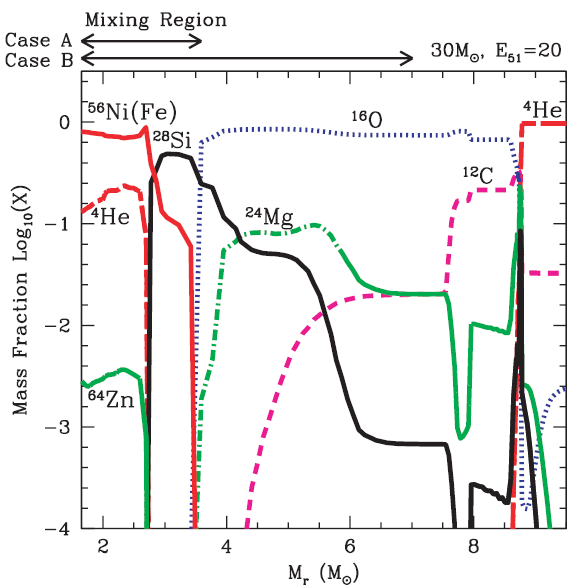 Mixing Region
Case A
Case B
30M⊙, E51=20
56Ni(Fe)
28Si
16O
4He
12C
4He
24Mg
64Zn
0
-1
-2
-3
-4
2
4
6
8
Mass Fraction Log10(X)
Mr (M⊙)